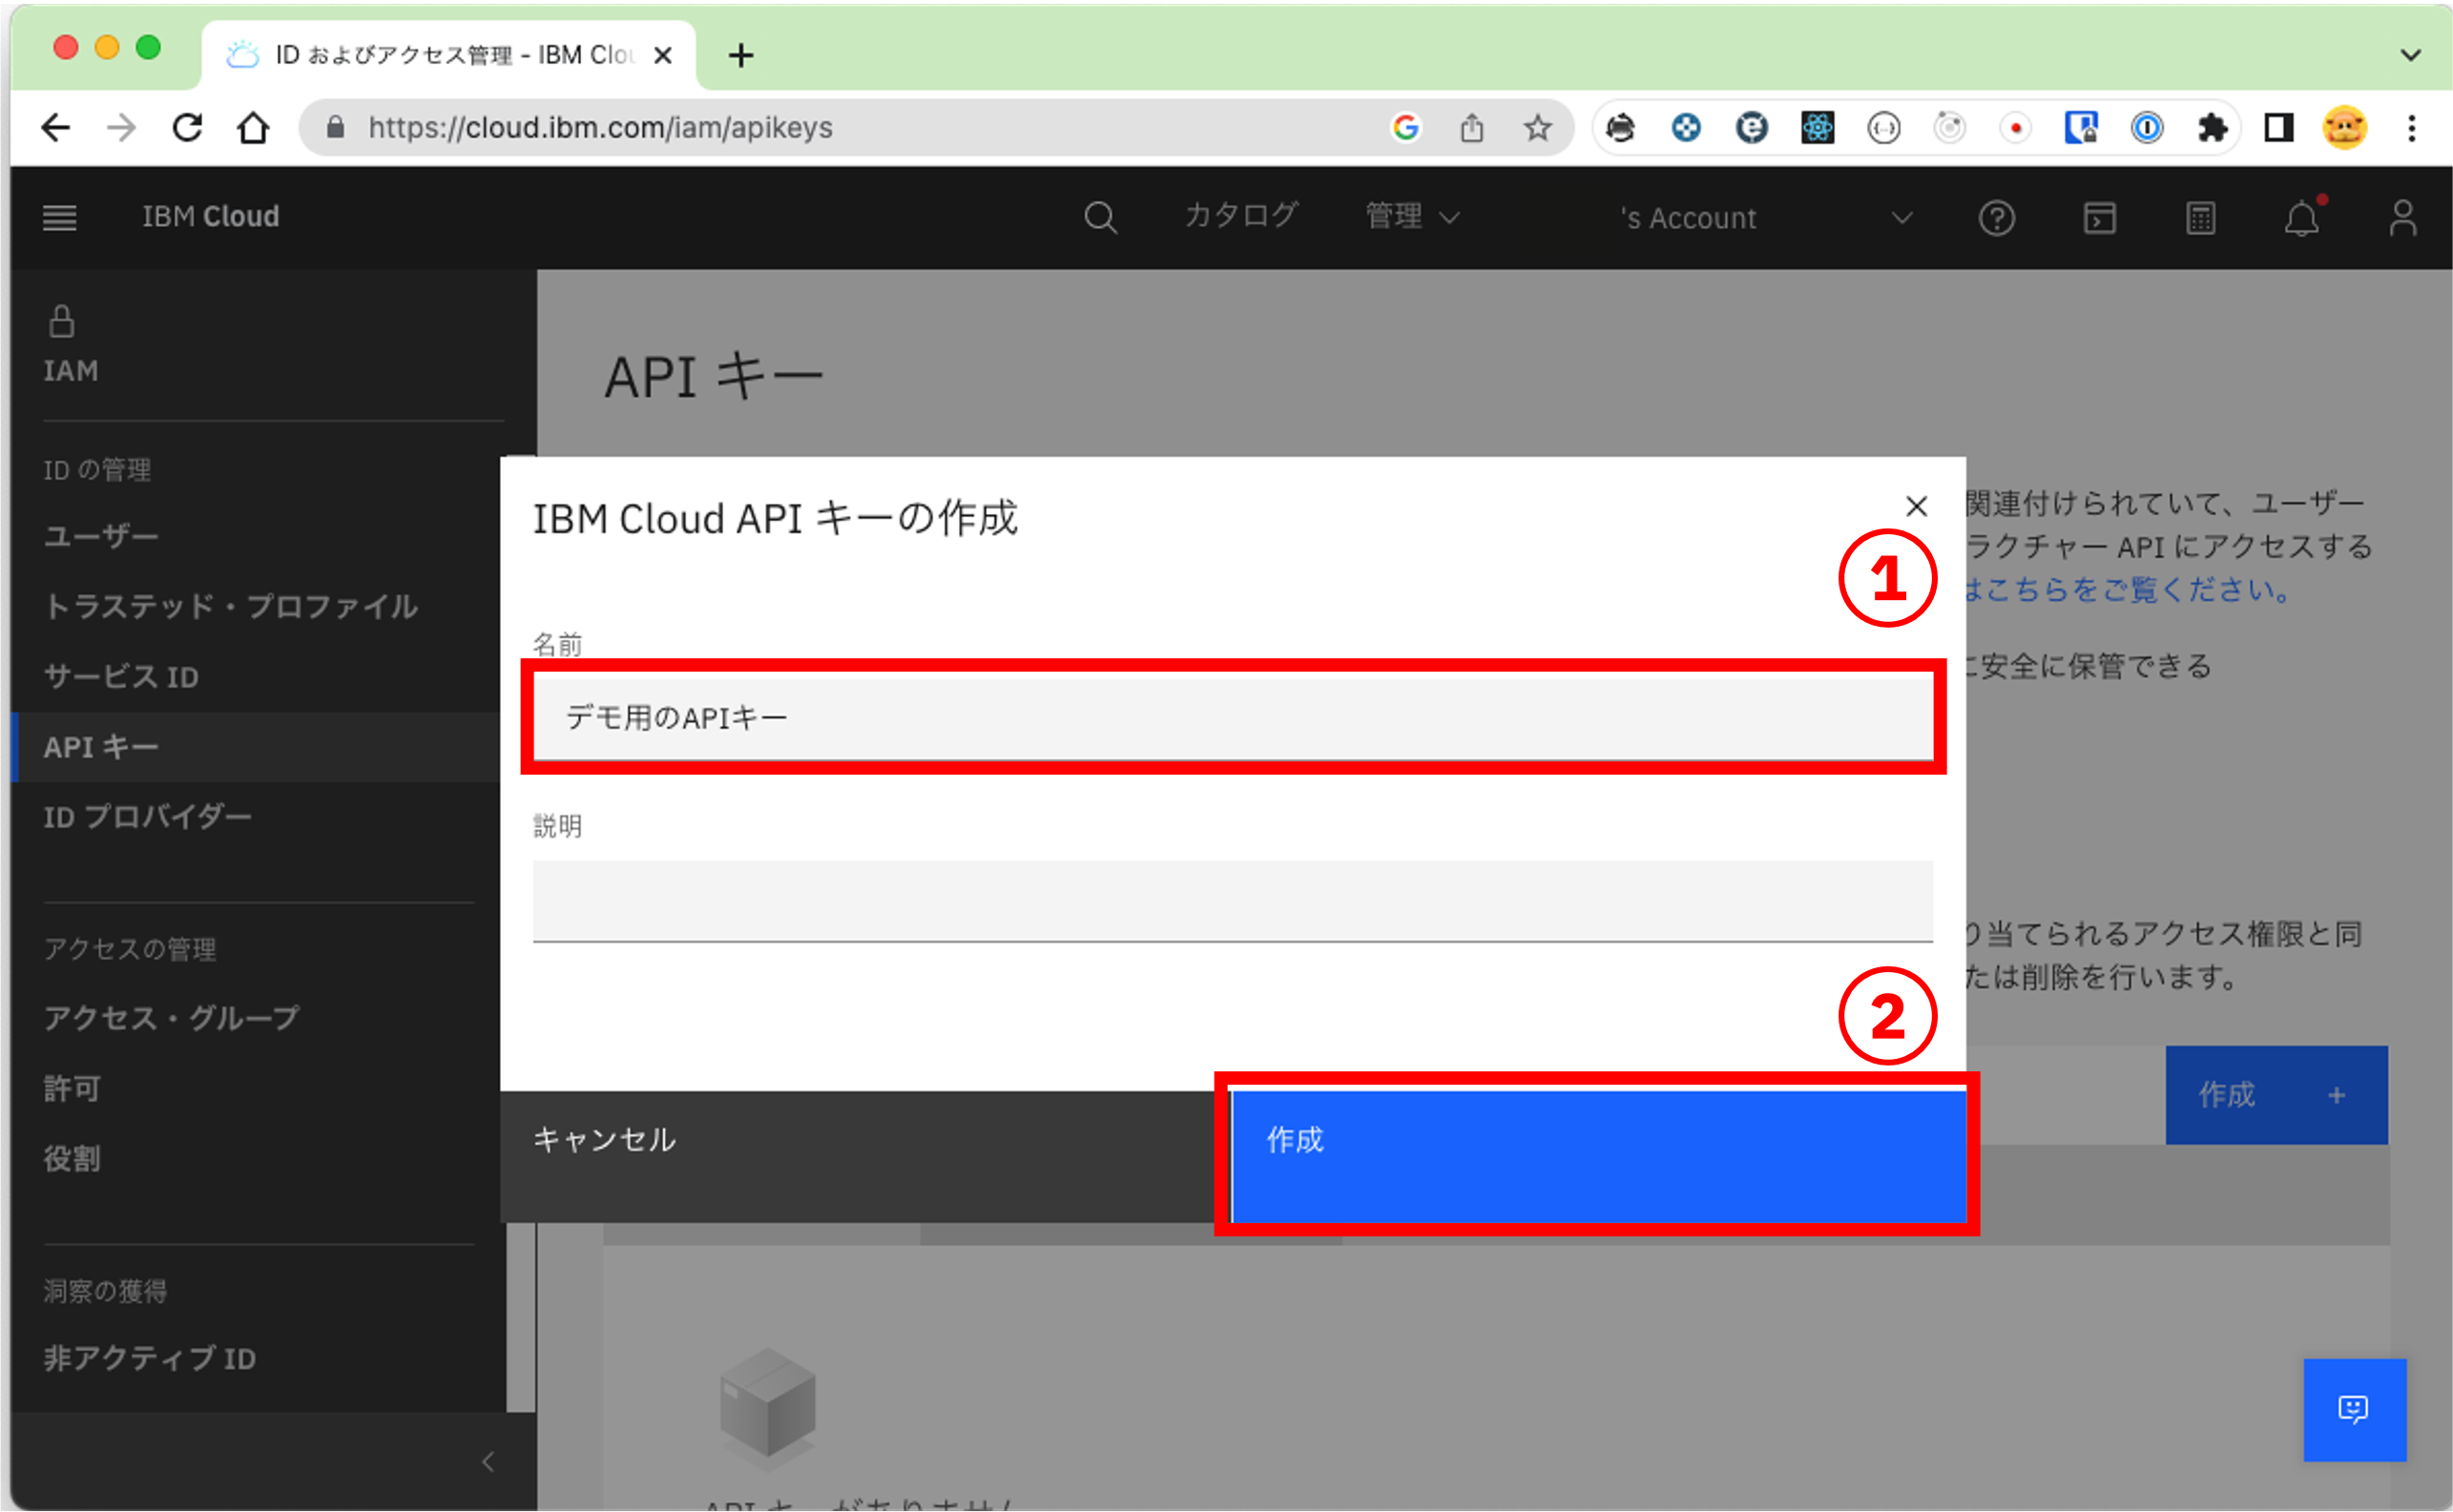 ID およびアクセス管理 - IBM Clou
https://cloud.ibm.com/iam/apikeys
IBM Cloud
カタログ
管理
's Account
IAM
ID の管理
ユーザー
トラステッド・プロファイル
サービス ID
API キー
ID プロバイダー
アクセスの管理
アクセス・グループ
許可
役割
洞察の獲得
非アクティブ ID
API キー
関連付けられていて、ユーザー
ラクチャー API にアクセスする
はこちらをご覧ください。
に安全に保管できる
り当てられるアクセス権限と同
たは削除を行います。
作成 +
IBM Cloud API キーの作成
1
名前
デモ用のAPIキー
説明
2
キャンセル
作成
API キーがありません